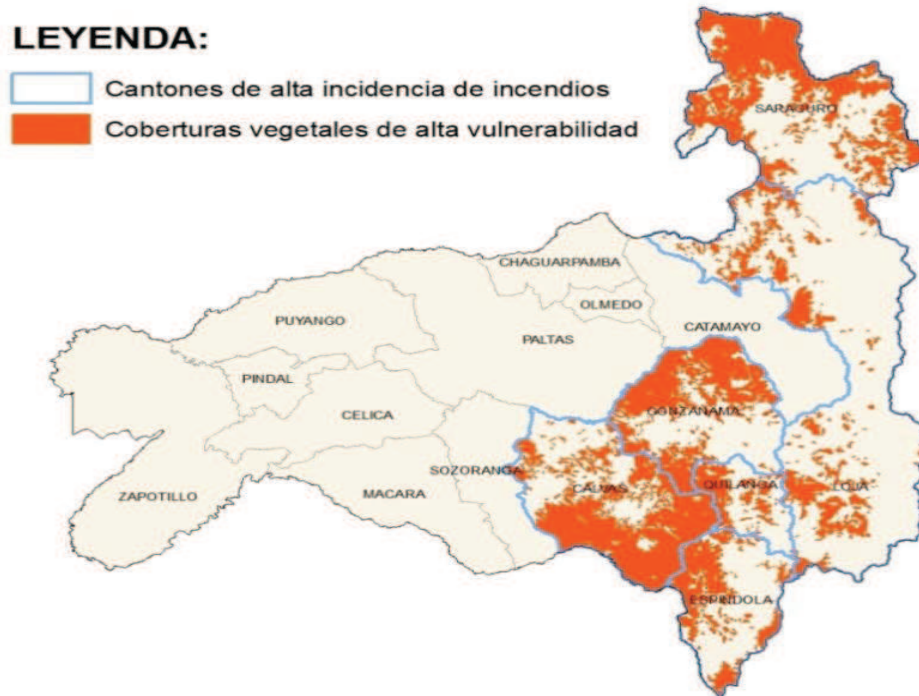 LEYENDA:
Cantones de alta incidencia de incendios
Coberturas vegetales de alta vulnerabilidad
SARAGURO
CHAGUARPAMBA
OLMEDO
PUYANGO
CATAMAYO
PALTAS
PINDAL
CELICA
GONZANAMA
SOZORANGA
CALVAS
QUILANGA
LOJA
ZAPOTILLO
MACARA
ESPINDOLA